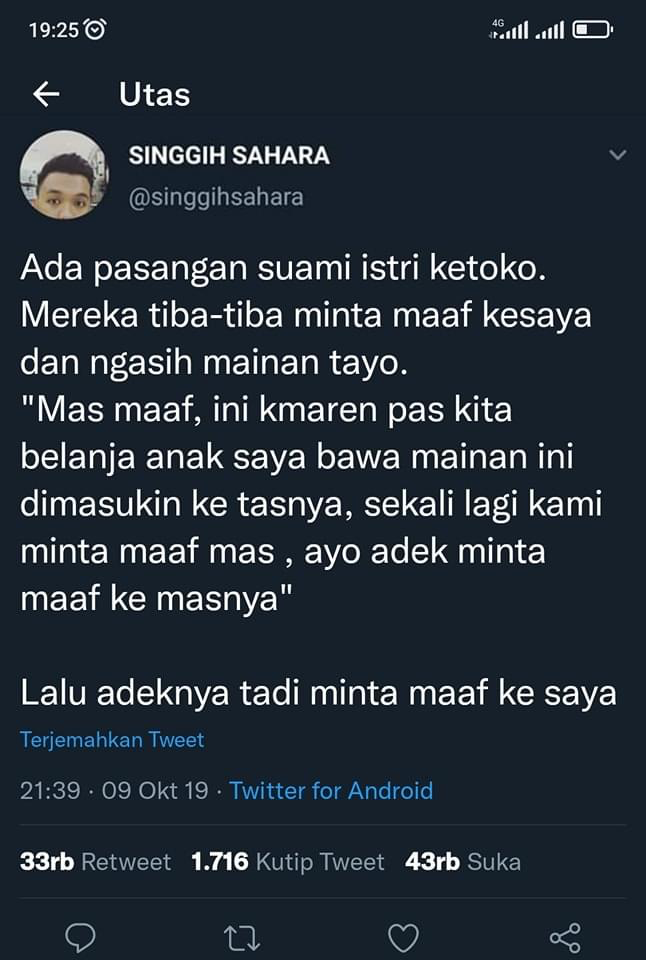 19:25
4G
Utas
SINGGIH SAHARA
@singgihsahara
Ada pasangan suami istri ketoko.
Mereka tiba-tiba minta maaf kesaya
dan ngasih mainan tayo.
"Mas maaf, ini kmaren pas kita
belanja anak saya bawa mainan ini
dimasukin ke tasnya, sekali lagi kami
minta maaf mas , ayo adek minta
maaf ke masnya"
Lalu adeknya tadi minta maaf ke saya
Terjemahkan Tweet
21:39 · 09 Okt 19 · Twitter for Android
33rb Retweet 1.716 Kutip Tweet 43rb Suka